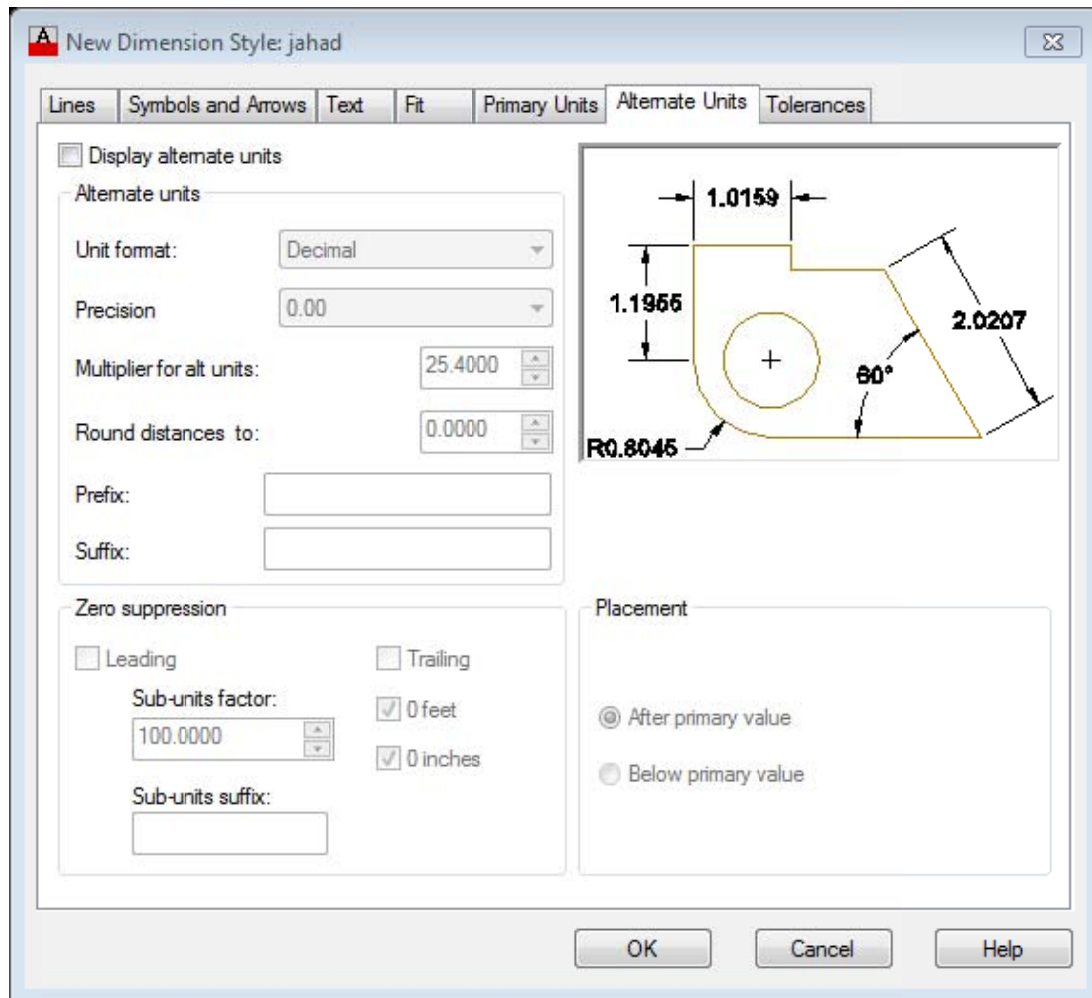 New Dimension Style: jahad
Lines Symbols and Arrows Text Fit Primary Units Alternate Units Tolerances
Display alternate units
Alternate units
Unit format: Decimal
Precision 0.00
Multiplier for alt units: 25.4000
Round distances to: 0.0000
Prefix:
Suffix:
1.0159
1.1955
2.0207
60°
R0.8045
Zero suppression
Leading Trailing
Sub-units factor: 0 feet
100.0000 0 inches
Sub-units suffix:
Placement
After primary value
Below primary value
OK Cancel Help